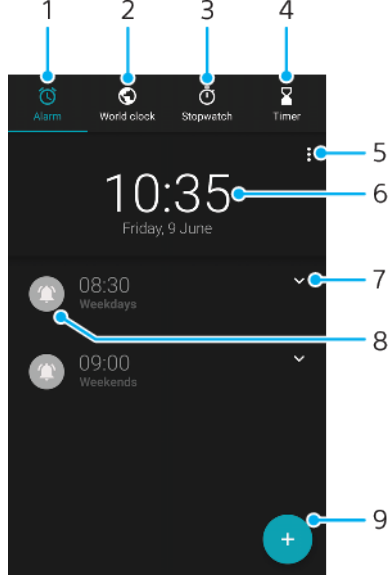 1 2 3 4
Alarm World clock Stopwatch Timer
5
10:35 6
Friday, 9 June
08:30 7
Weekdays
8
09:00
Weekends
9
+